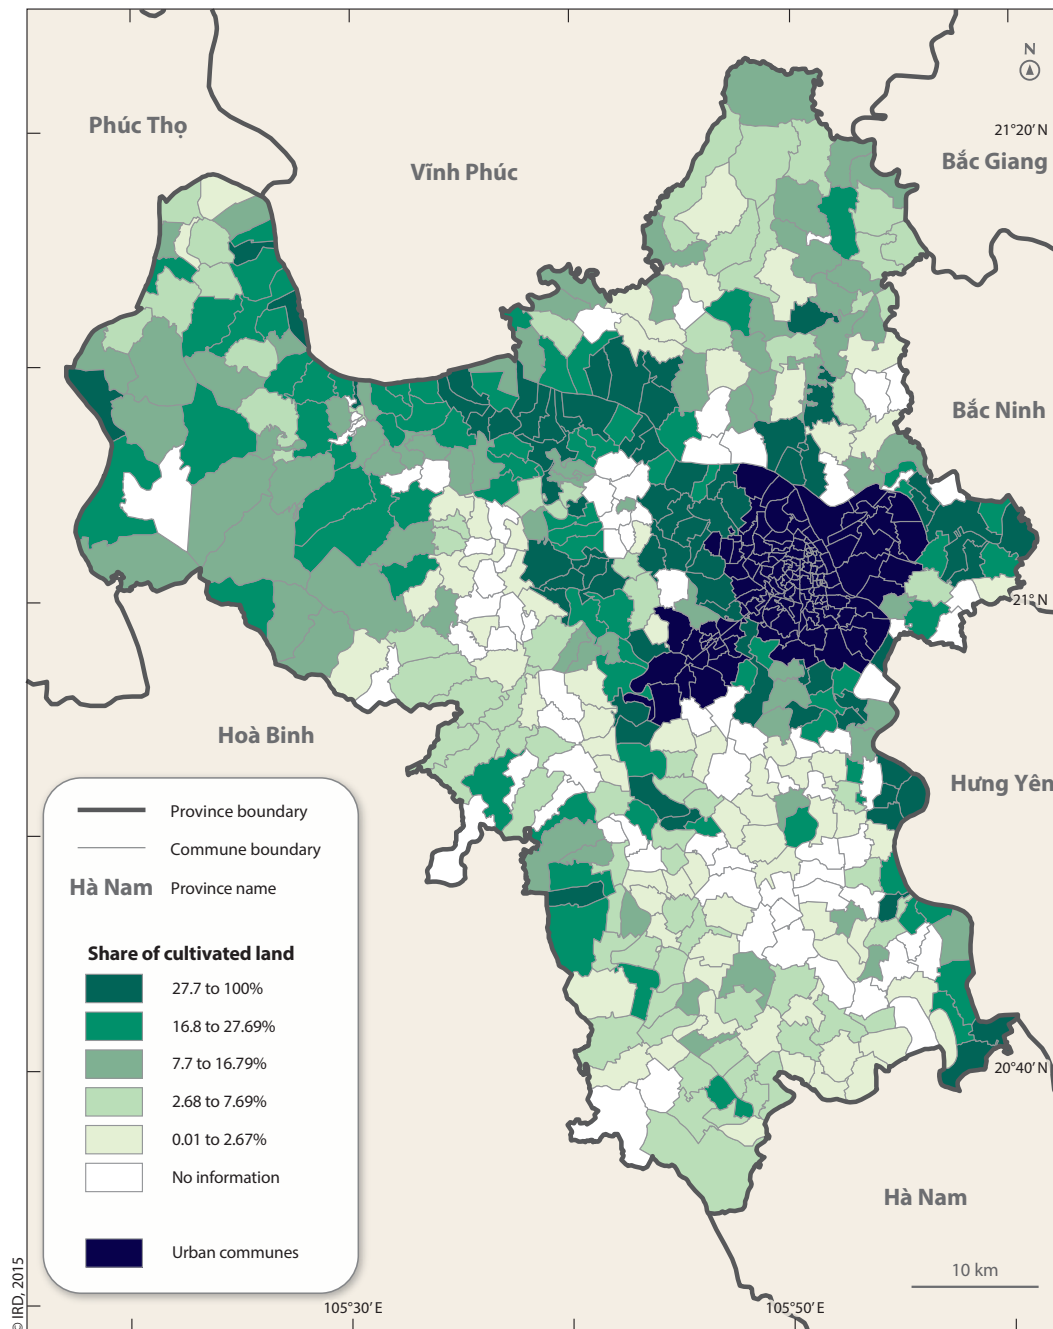 N
21°20′ N
Phúc Thọ
Bắc Giang
Vĩnh Phúc
Bắc Ninh
21° N
Hoà Binh
Hưng Yên
Province boundary
Commune boundary
Hà Nam Province name
Share of cultivated land
27.7 to 100%
16.8 to 27.69%
7.7 to 16.79%
2.68 to 7.69%
0.01 to 2.67%
No information
Urban communes
20°40′ N
Hà Nam
10 km
105°30′ E
105°50′ E
© IRD, 2015